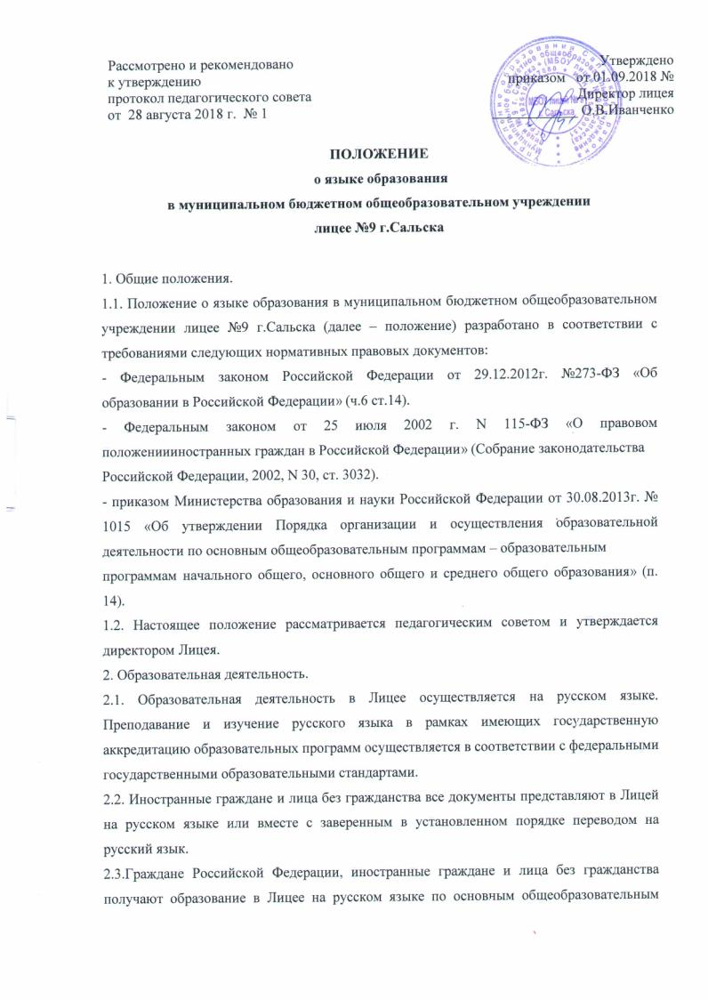 Рассмотрено и рекомендовано
к утверждению
протокол педагогического совета
от 28 августа 2018 г. № 1
Утверждено
приказом от 01.09.2018 №
Директор лицея
О.В.Иванченко
МБОУ лицей № 9
г. Сальска
ПОЛОЖЕНИЕ
о языке образования
в муниципальном бюджетном общеобразовательном учреждении
лицее №9 г.Сальска
1. Общие положения.
1.1. Положение о языке образования в муниципальном бюджетном общеобразовательном
учреждении лицее №9 г.Сальска (далее – положение) разработано в соответствии с
требованиями следующих нормативных правовых документов:
- Федеральным законом Российской Федерации от 29.12.2012г. №273-ФЗ «Об
образовании в Российской Федерации» (ч.6 ст.14).
- Федеральным законом от 25 июля 2002 г. N 115-ФЗ «О правовом
положениииностранных граждан в Российской Федерации» (Собрание законодательства
Российской Федерации, 2002, N 30, ст. 3032).
- приказом Министерства образования и науки Российской Федерации от 30.08.2013г. №
1015 «Об утверждении Порядка организации и осуществления образовательной
деятельности по основным общеобразовательным программам – образовательным
программам начального общего, основного общего и среднего общего образования» (п.
14).
1.2. Настоящее положение рассматривается педагогическим советом и утверждается
директором Лицея.
2. Образовательная деятельность.
2.1. Образовательная деятельность в Лицее осуществляется на русском языке.
Преподавание и изучение русского языка в рамках имеющих государственную
аккредитацию образовательных программ осуществляется в соответствии с федеральными
государственными образовательными стандартами.
2.2. Иностранные граждане и лица без гражданства все документы представляют в Лицей
на русском языке или вместе с заверенным в установленном порядке переводом на
русский язык.
2.3.Граждане Российской Федерации, иностранные граждане и лица без гражданства
получают образование в Лицее на русском языке по основным общеобразовательным